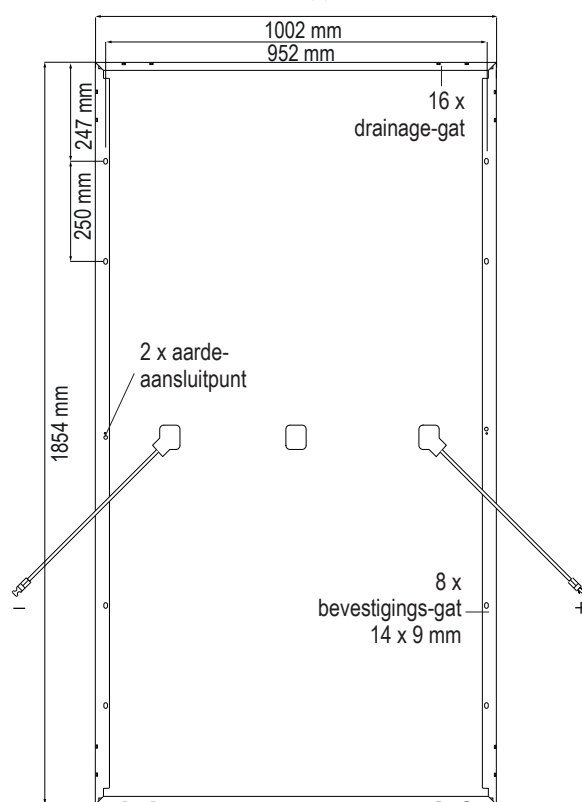 1002 mm
952 mm
247 mm
16 x
drainage-gat
250 mm
2 x aarde-
aansluitpunt
1854 mm
8 x
bevestigings-gat
14 x 9 mm
–
+